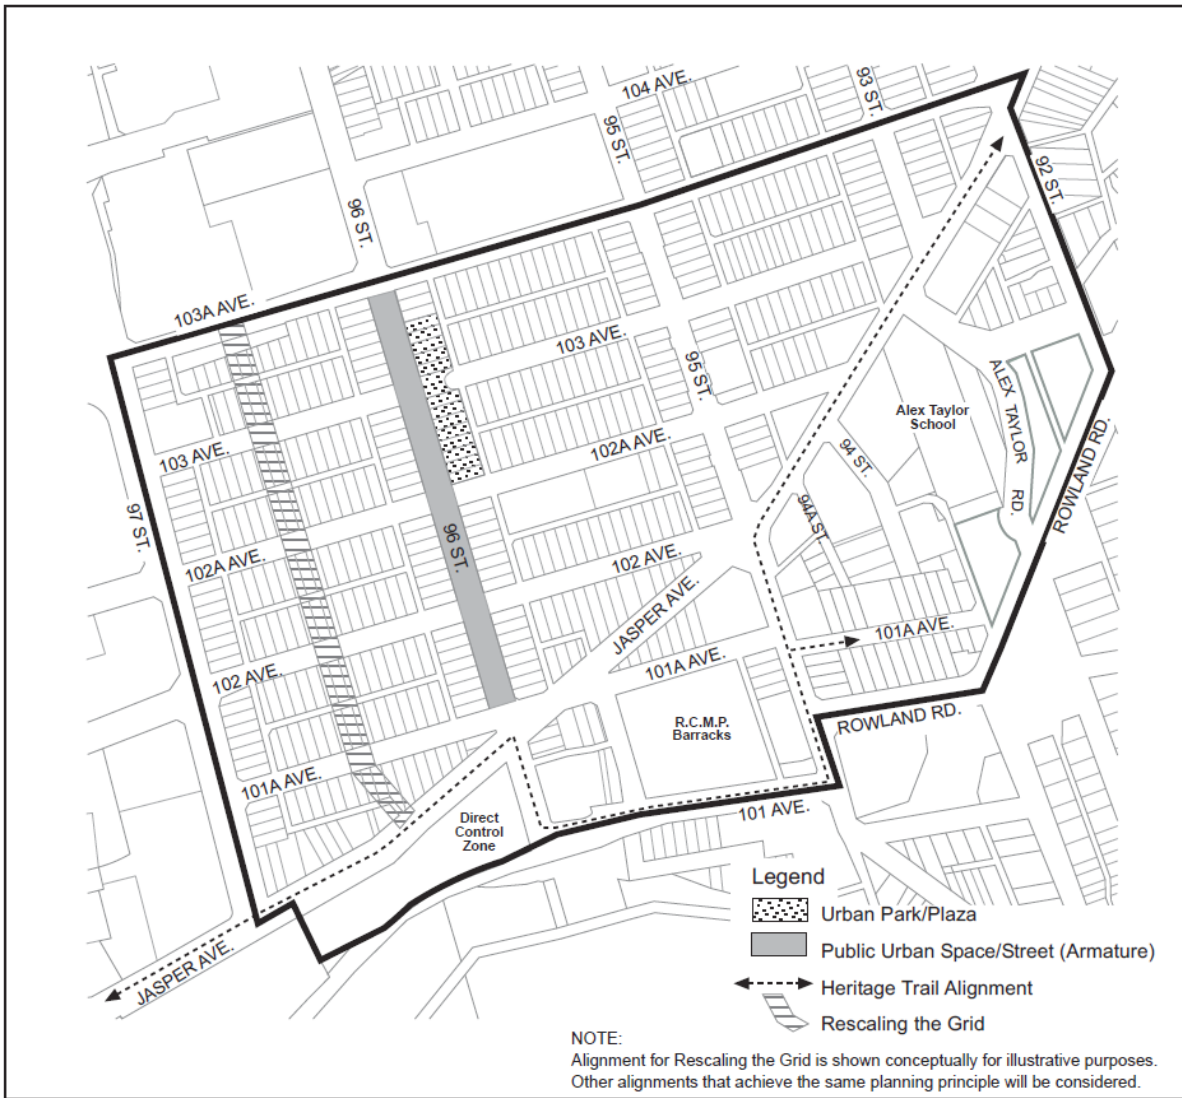 104 AVE.
93 ST.
95 ST.
92 ST.
96 ST.
103A AVE.
103 AVE.
95 ST.
ALEX TAYLOR RD.
Alex Taylor
School
102A AVE.
94 ST.
103 AVE.
ROWLAND RD.
94A ST.
97 ST.
96 ST.
102A AVE.
102 AVE.
JASPER AVE.
101A AVE.
101A AVE.
102 AVE.
R.C.M.P.
Barracks
ROWLAND RD.
101A AVE.
101 AVE.
Direct
Control
Zone
JASPER AVE.
Legend
Urban Park/Plaza
Public Urban Space/Street (Armature)
Heritage Trail Alignment
Rescaling the Grid
NOTE:
Alignment for Rescaling the Grid is shown conceptually for illustrative purposes.
Other alignments that achieve the same planning principle will be considered.